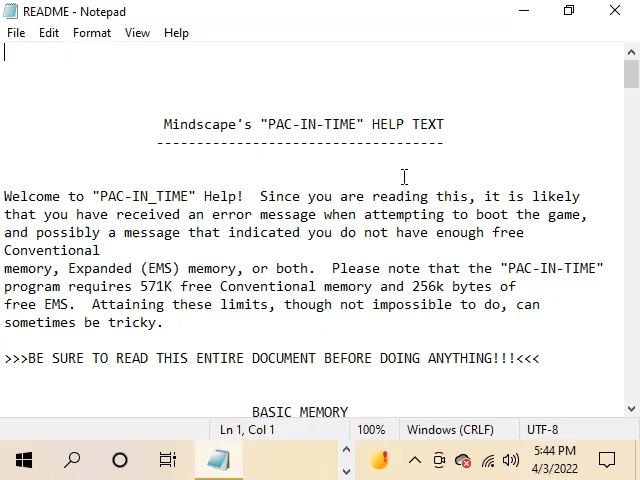 README - Notepad
File Edit Format View Help
Mindscape's "PAC-IN-TIME" HELP TEXT
------------------------------------
Welcome to "PAC-IN_TIME" Help!  Since you are reading this, it is likely
that you have received an error message when attempting to boot the game,
and possibly a message that indicated you do not have enough free
Conventional
memory, Expanded (EMS) memory, or both.  Please note that the "PAC-IN-TIME"
program requires 571K free Conventional memory and 256k bytes of
free EMS.  Attaining these limits, though not impossible to do, can
sometimes be tricky.
>>>BE SURE TO READ THIS ENTIRE DOCUMENT BEFORE DOING ANYTHING!!!<<<
BASIC MEMORY
Ln 1, Col 1 100% Windows (CRLF) UTF-8
5:44 PM
4/3/2022